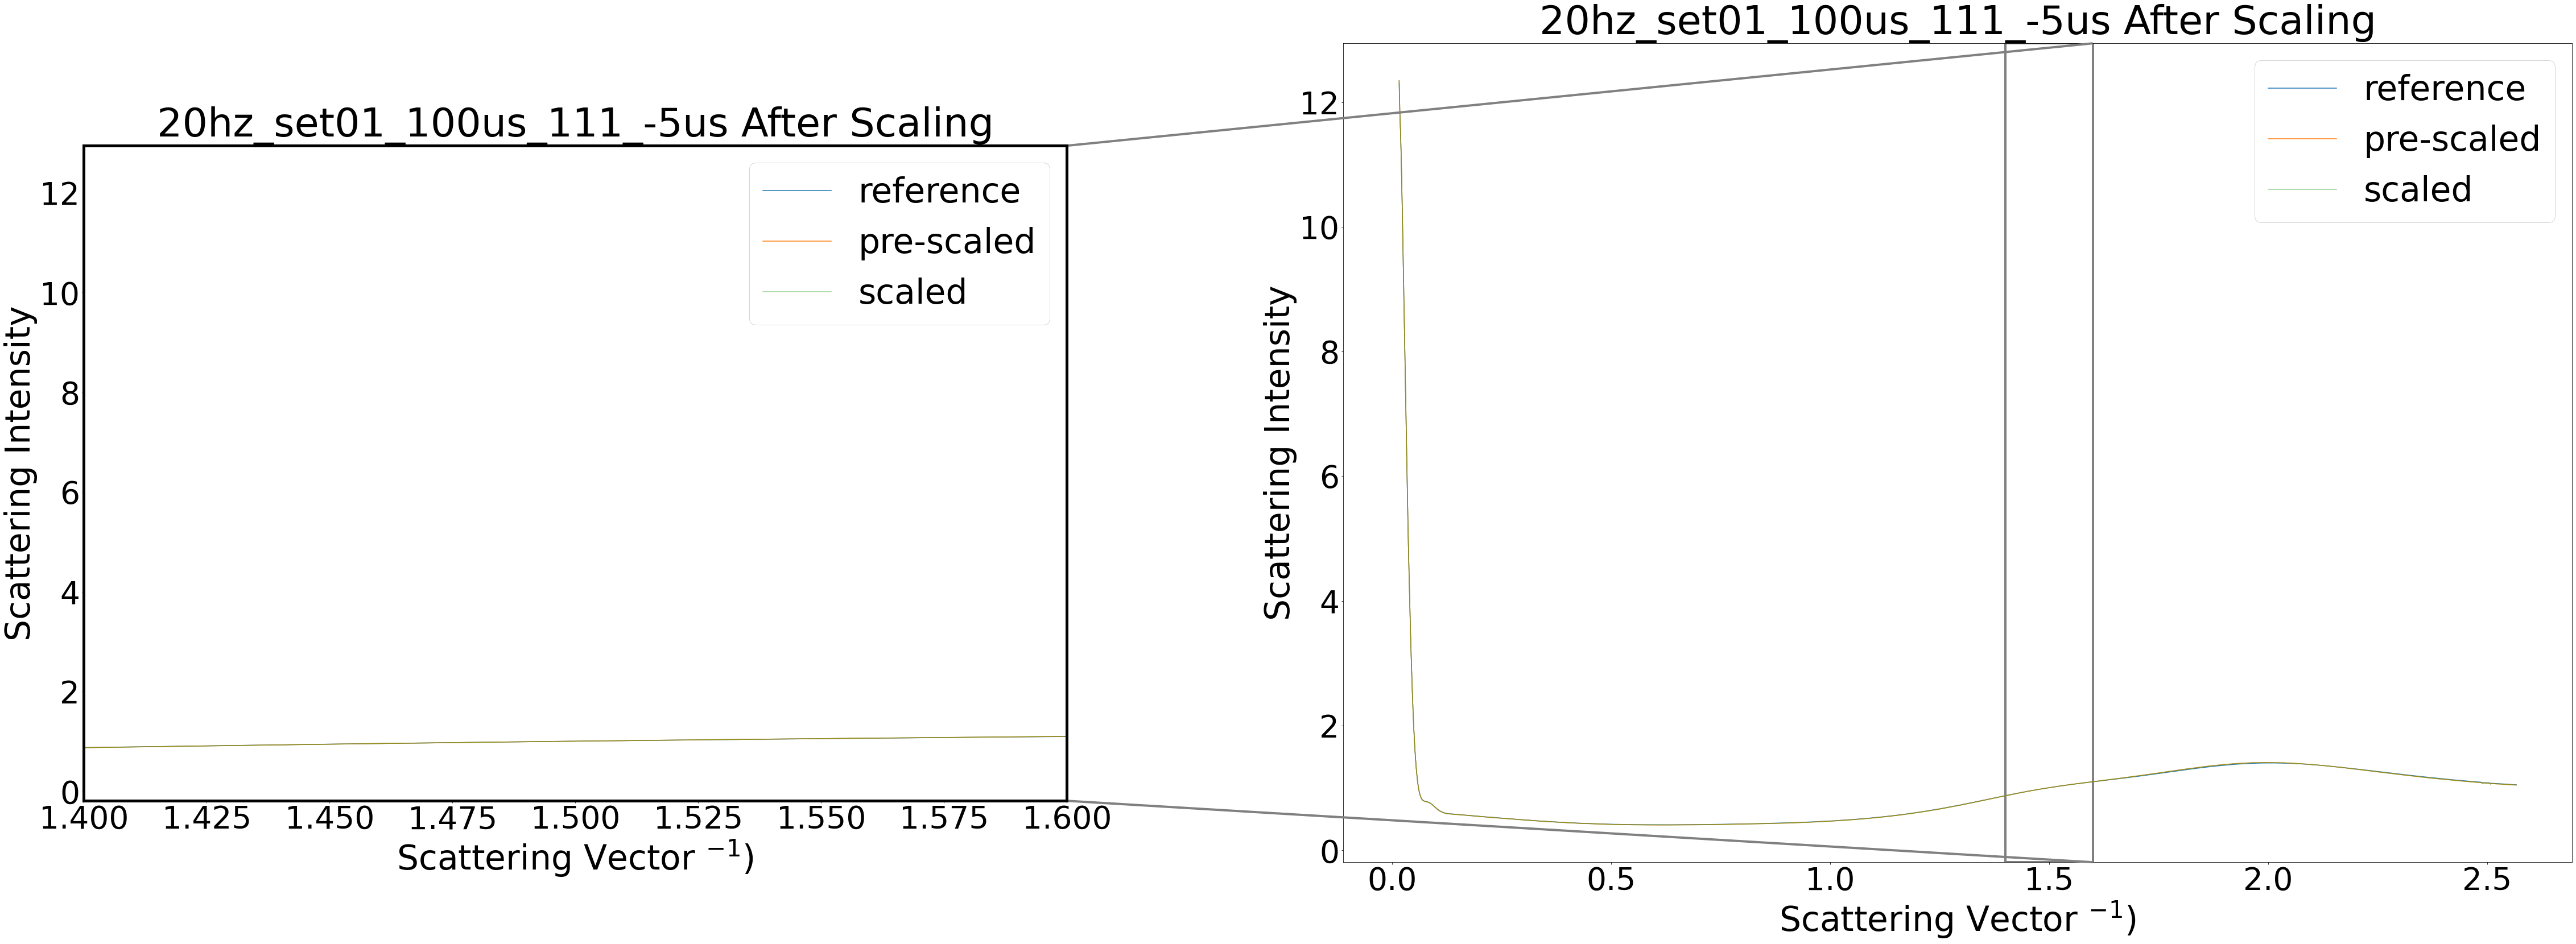 20hz_set01_100us_111_-5us After Scaling
reference
pre-scaled
scaled
12
10
8
6
4
2
0
Scattering Intensity
1.400 1.425 1.450 1.475 1.500 1.525 1.550 1.575 1.600
Scattering Vector ⁻¹)
20hz_set01_100us_111_-5us After Scaling
reference
pre-scaled
scaled
12
10
8
6
4
2
0
Scattering Intensity
0.0 0.5 1.0 1.5 2.0 2.5
Scattering Vector ⁻¹)